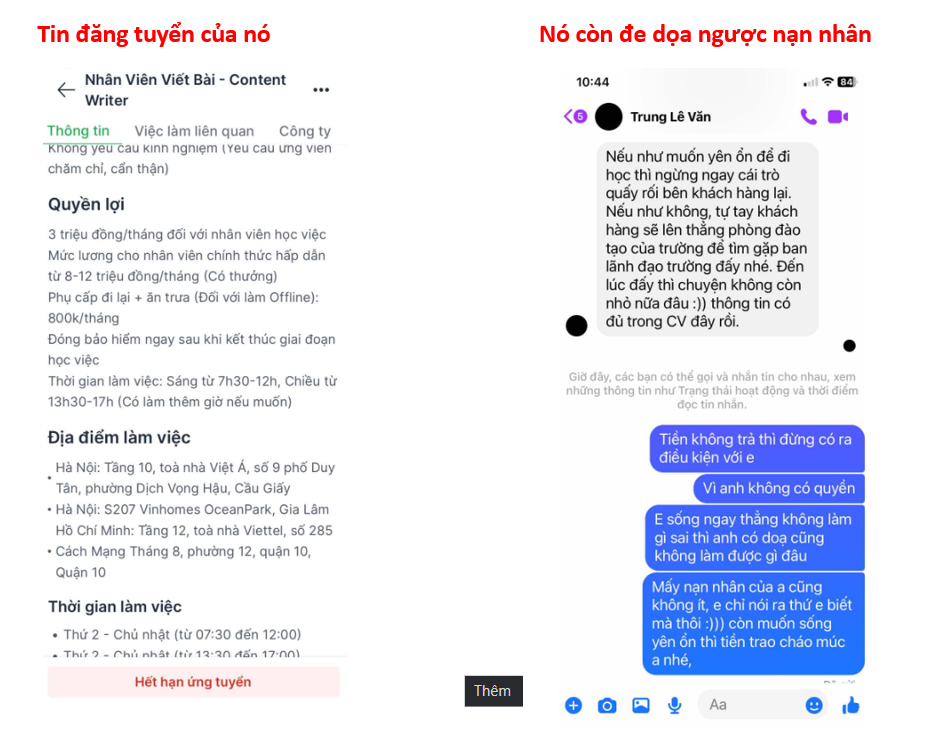 Tin đăng tuyển của nó
Nó còn đe dọa ngược nạn nhân
Nhân Viên Viết Bài - Content
Writer
Thông tin
Việc làm liên quan
Công ty
Không yêu cầu kinh nghiệm (Yêu cầu ứng viên
chăm chỉ, cẩn thận)
Quyền lợi
3 triệu đồng/tháng đối với nhân viên học việc
Mức lương cho nhân viên chính thức hấp dẫn
từ 8-12 triệu đồng/tháng (Có thưởng)
Phụ cấp đi lại + ăn trưa (Đối với làm Offline):
800k/tháng
Đóng bảo hiểm ngay sau khi kết thúc giai đoạn
học việc
Thời gian làm việc: Sáng từ 7h30-12h, Chiều từ
13h30-17h (Có làm thêm giờ nếu muốn)
Địa điểm làm việc
Hà Nội: Tầng 10, toà nhà Việt Á, số 9 phố Duy
Tân, phường Dịch Vọng Hậu, Cầu Giấy
Hà Nội: S207 Vinhomes OceanPark, Gia Lâm
Hồ Chí Minh: Tầng 12, toà nhà Viettel, số 285
Cách Mạng Tháng 8, phường 12, quận 10,
Quận 10
Thời gian làm việc
Thứ 2 - Chủ nhật (từ 07:30 đến 12:00)
Thứ 2 - Chủ nhật (từ 13:30 đến 17:00)
Hết hạn ứng tuyển
Thêm
10:44
84
5
Trung Lê Văn
Nếu như muốn yên ổn để đi
học thì ngừng ngay cái trò
quấy rối bên khách hàng lại.
Nếu như không, tự tay khách
hàng sẽ lên thẳng phòng đào
tạo của trường để tìm gặp ban
lãnh đạo trường đấy nhé. Đến
lúc đấy thì chuyện không còn
nhỏ nữa đâu :)) thông tin có
đủ trong CV đây rồi.
Giờ đây, các bạn có thể gọi và nhắn tin cho nhau, xem
những thông tin như Trạng thái hoạt động và thời điểm
đọc tin nhắn.
Tiền không trả thì đừng có ra
điều kiện với e
Vì anh không có quyền
E sống ngay thẳng không làm
gì sai thì anh có doạ cũng
không làm được gì đâu
Mấy nạn nhân của a cũng
không ít, e chỉ nói ra thứ e biết
mà thôi :))) còn muốn sống
yên ổn thì tiền trao cháo múc
a nhé,
Aa